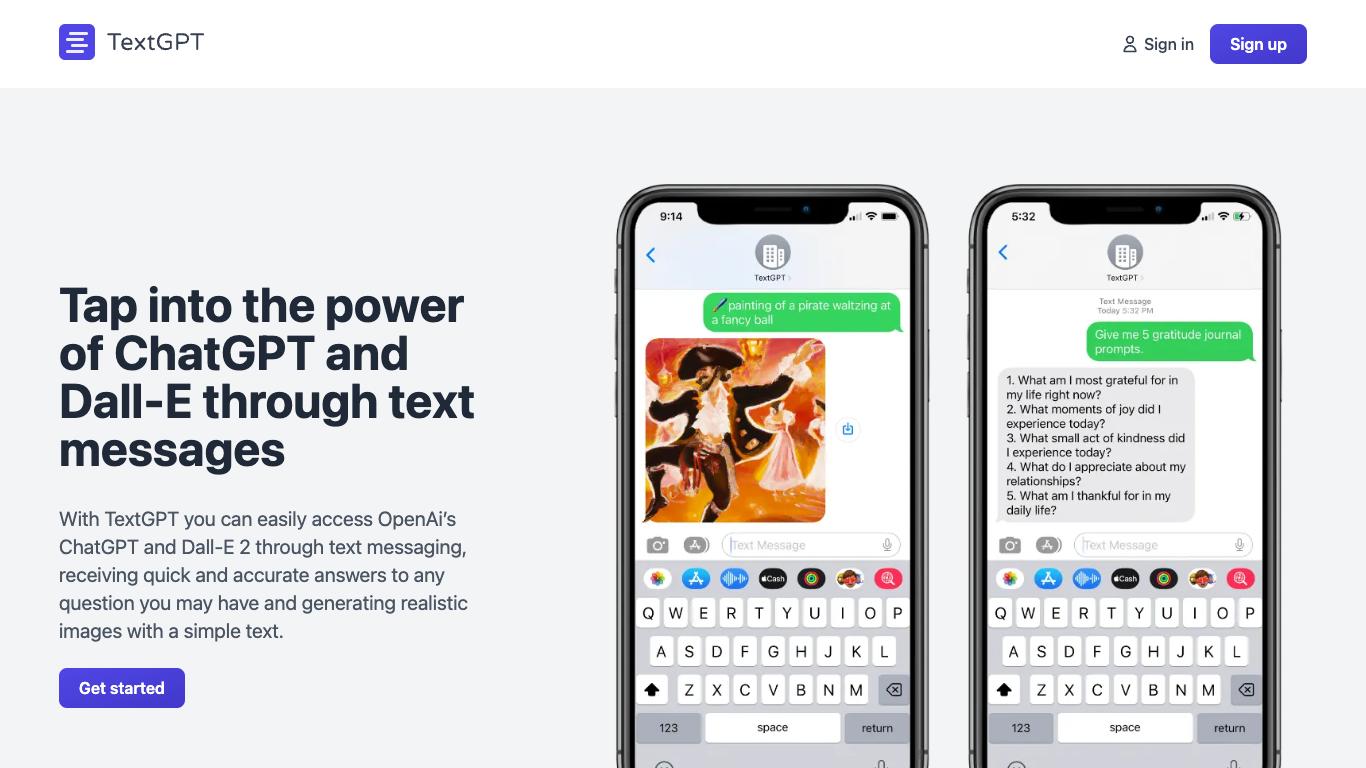 TextGPT
Sign in
Sign up
Tap into the power
of ChatGPT and
Dall-E through text
messages
With TextGPT you can easily access OpenAi’s
ChatGPT and Dall-E 2 through text messaging,
receiving quick and accurate answers to any
question you may have and generating realistic
images with a simple text.
Get started
9:14
TextGPT
painting of a pirate waltzing at
a fancy ball
Text Message
Cash
Q W E R T Y U I O P
A S D F G H J K L
Z X C V B N M
123 space return
5:32
TextGPT
Text Message
Today 5:32 PM
Give me 5 gratitude journal
prompts.
1. What am I most grateful for in
my life right now?
2. What moments of joy did I
experience today?
3. What small act of kindness did
I experience today?
4. What do I appreciate about my
relationships?
5. What am I thankful for in my
daily life?
Text Message
Cash
Q W E R T Y U I O P
A S D F G H J K L
Z X C V B N M
123 space return